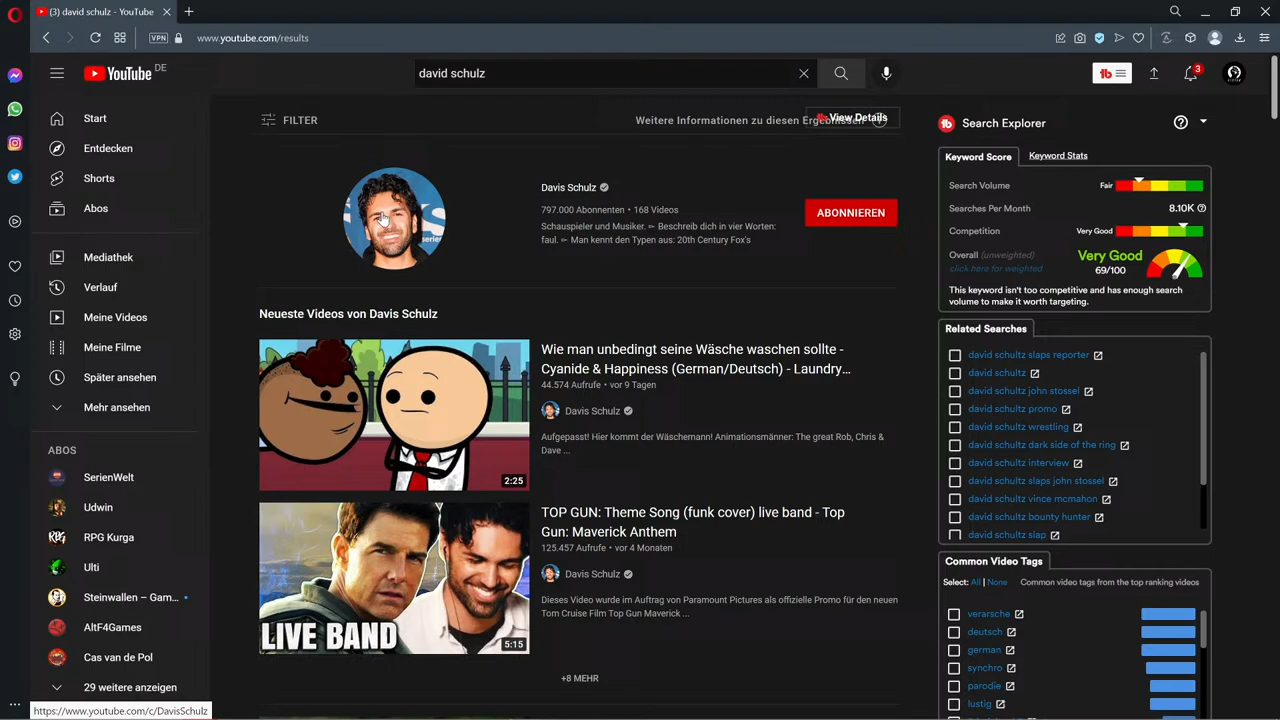 (3) david schulz - YouTube
VPN
www.youtube.com/results
YouTube DE
david schulz
3
Start
Entdecken
Shorts
Abos
Mediathek
Verlauf
Meine Videos
Meine Filme
Später ansehen
Mehr ansehen
ABOS
SerienWelt
Udwin
RPG Kurga
Ulti
Steinwallen – Gam...
AltF4Games
Cas van de Pol
29 weitere anzeigen
https://www.youtube.com/c/DavisSchulz
FILTER
Weitere Informationen zu diesen Ergebnissen
View Details
Davis Schulz
797.000 Abonnenten • 168 Videos
Schauspieler und Musiker. ► Beschreib dich in vier Worten:
faul. ► Man kennt den Typen aus: 20th Century Fox's
ABONNIEREN
Neueste Videos von Davis Schulz
Wie man unbedingt seine Wäsche waschen sollte -
Cyanide & Happiness (German/Deutsch) - Laundry...
44.574 Aufrufe • vor 9 Tagen
Davis Schulz
Aufgepasst! Hier kommt der Wäschemann! Animationsmänner: The great Rob, Chris &
Dave ...
2:25
TOP GUN: Theme Song (funk cover) live band - Top
Gun: Maverick Anthem
125.457 Aufrufe • vor 4 Monaten
Davis Schulz
Dieses Video wurde im Auftrag von Paramount Pictures als offizielle Promo für den neuen
Tom Cruise Film Top Gun Maverick ...
LIVE BAND
5:15
+8 MEHR
tb
Search Explorer
Keyword Score
Keyword Stats
Search Volume
Fair
Searches Per Month
8.10K
Competition
Very Good
Overall (unweighted)
click here for weighted
Very Good
69/100
This keyword isn't too competitive and has enough search
volume to make it worth targeting.
Related Searches
david schultz slaps reporter
david schultz
david schultz john stossel
david schultz promo
david schultz wrestling
david schultz dark side of the ring
david schultz interview
david schultz slaps john stossel
david schultz vince mcmahon
david schultz bounty hunter
david schultz slap
Common Video Tags
Select: All | None
Common video tags from the top ranking videos
verarsche
deutsch
german
synchro
parodie
lustig